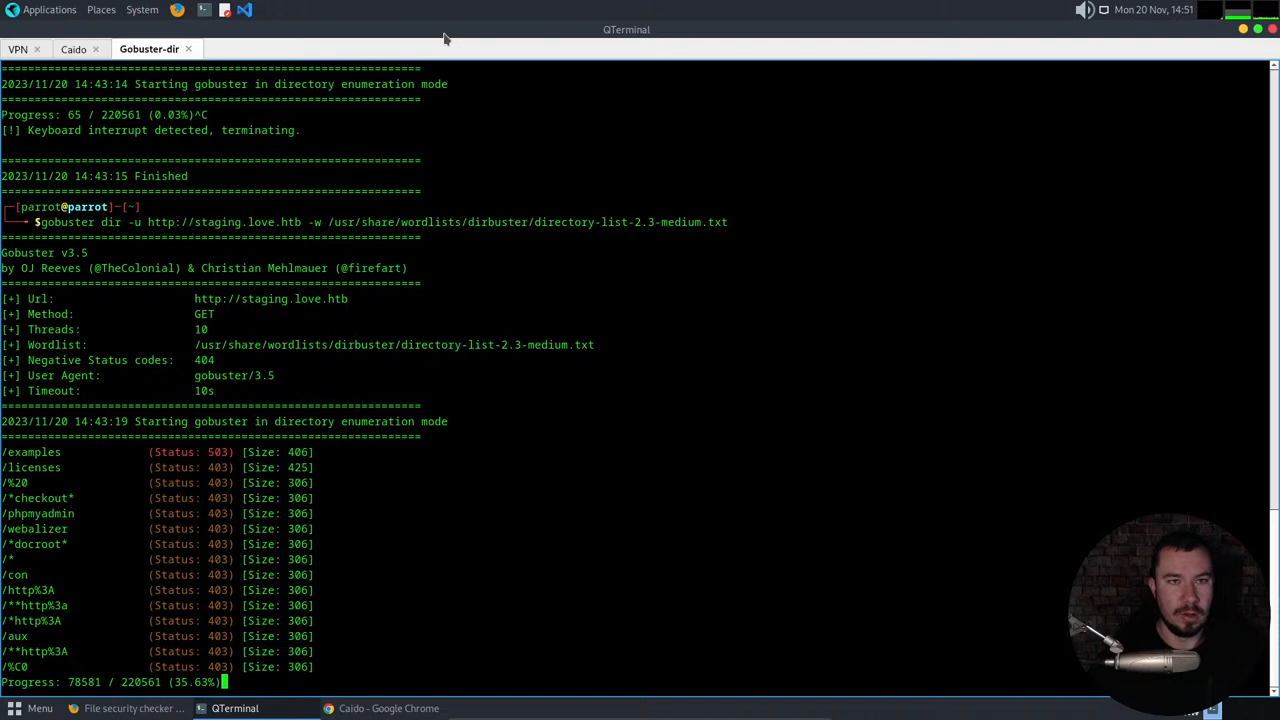 Applications Places System Mon 20 Nov, 14:51
QTerminal
VPN × Caido × Gobuster-dir ×
===============================================================
2023/11/20 14:43:14 Starting gobuster in directory enumeration mode
===============================================================
Progress: 65 / 220561 (0.03%)^C
[!] Keyboard interrupt detected, terminating.
===============================================================
2023/11/20 14:43:15 Finished
===============================================================
┌─[parrot@parrot]─[~]
└──╼ $gobuster dir -u http://staging.love.htb -w /usr/share/wordlists/dirbuster/directory-list-2.3-medium.txt
===============================================================
Gobuster v3.5
by OJ Reeves (@TheColonial) & Christian Mehlmauer (@firefart)
===============================================================
[+] Url: http://staging.love.htb
[+] Method: GET
[+] Threads: 10
[+] Wordlist: /usr/share/wordlists/dirbuster/directory-list-2.3-medium.txt
[+] Negative Status codes: 404
[+] User Agent: gobuster/3.5
[+] Timeout: 10s
===============================================================
2023/11/20 14:43:19 Starting gobuster in directory enumeration mode
===============================================================
/examples (Status: 503) [Size: 406]
/licenses (Status: 403) [Size: 425]
/%20 (Status: 403) [Size: 306]
/*checkout* (Status: 403) [Size: 306]
/phpmyadmin (Status: 403) [Size: 306]
/webalizer (Status: 403) [Size: 306]
/*docroot* (Status: 403) [Size: 306]
/* (Status: 403) [Size: 306]
/con (Status: 403) [Size: 306]
/http%3A (Status: 403) [Size: 306]
/**http%3a (Status: 403) [Size: 306]
/*http%3A (Status: 403) [Size: 306]
/aux (Status: 403) [Size: 306]
/**http%3A (Status: 403) [Size: 306]
/%C0 (Status: 403) [Size: 306]
Progress: 78581 / 220561 (35.63%)
Menu File security checker ... QTerminal Caido - Google Chrome